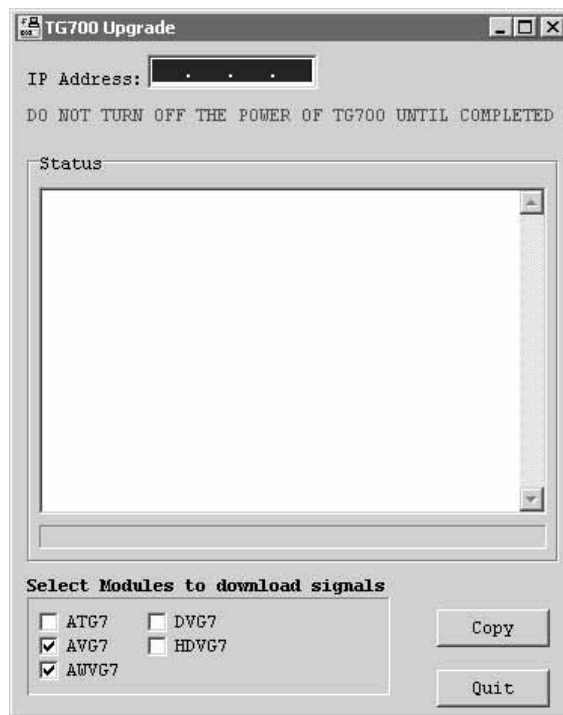 TG700 Upgrade
IP Address: . . .
DO NOT TURN OFF THE POWER OF TG700 UNTIL COMPLETED
Status
Select Modules to download signals
ATG7 DVG7
AVG7 HDVG7
AWVG7
Copy
Quit